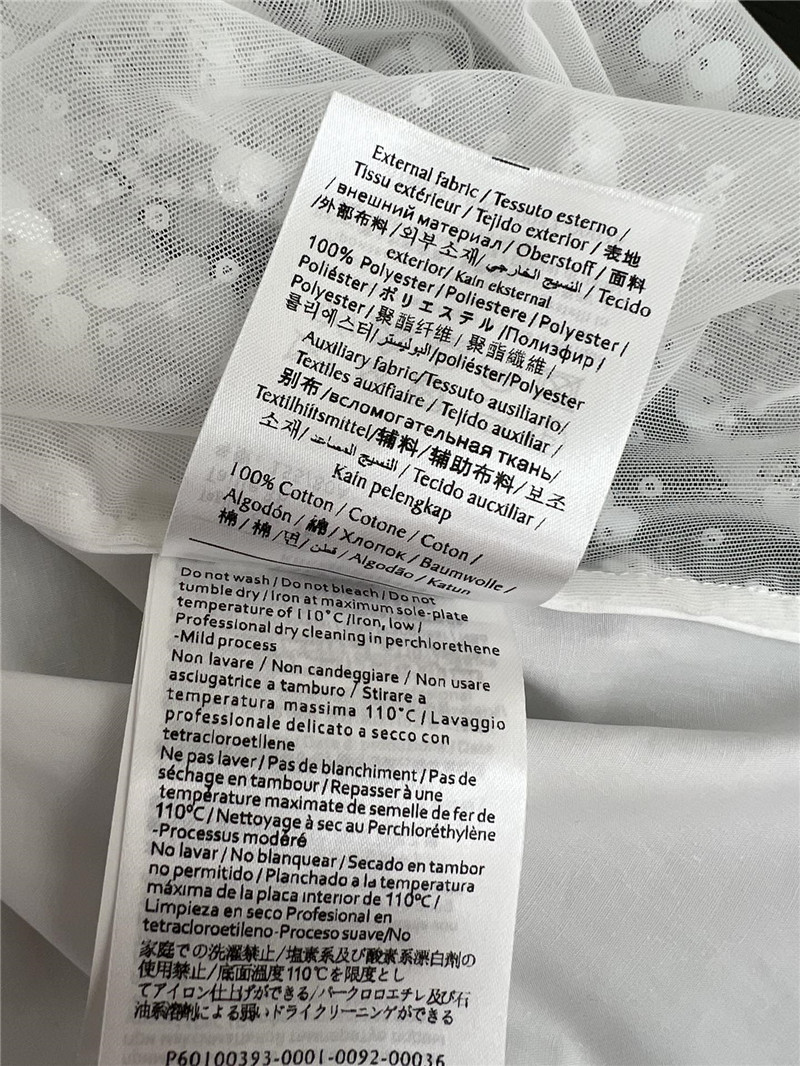 External fabric / Tessuto esterno /
Tissu extérieur / Tejido exterior / 表地
/ внешний материал / Oberstoff / 面料
/外部布料 / 외부 소재/ النسيج الخارجي / Tecido
exterior/ Kain eksternal
100% Polyester / Poliestere / Polyester /
Poliéster / ポリエステル /Полизфир /
Polyester / 聚酯纤维 / 聚酯纖維 /
폴리에스터/ البوليستر/poliéster/Polyester
Auxiliary fabric/Tessuto ausiliario/
Textiles auxifiaire / Tejido auxiliar /
別布/вспомогательная ткань/
Textilhiitsmittel/辅料/輔助布料/보조
소재/ النسيج المساعد / Tecido aucxiliar /
Kain pelengkap
100% Cotton / Cotone / Coton /
Algodón / 綿 / Хлопок / Baumwolle /
棉 / 棉 /면/ قطن / Algodão / Katun
Do not wash / Do not bleach / Do not
tumble dry / Iron at maximum sole-plate
temperature of 110°C/Iron, low /
Professional dry cleaning in perchlorethene
-Mild process
Non lavare / Non candeggiare / Non usare
asciugatrice a tamburo / Stirare a
temperatura massima 110°C / Lavaggio
professionale delicato a secco con
tetracloroetilene
Ne pas laver / Pas de blanchiment / Pas de
séchage en tambour / Repasser à une
température maximate de semelle de fer de
110ºC / Nettoyage à sec au Perchloréthylène
-Processus modéré
No lavar / No blanquear / Secado en tambor
no permitido / Planchado a la temperatura
máxima de la placa interior de 110ºC /
Limpieza en seco Profesional en
tetracloroetileno-Proceso suave/No
家庭での洗濯禁止/塩素系及び酸素系漂白剤の
使用禁止/底面温度110℃を限度とし
てアイロン仕上げができる/パークロロエチレ及び石
油系溶剤による弱いドライクリーニングができる
P60100393-0001-0092-00036